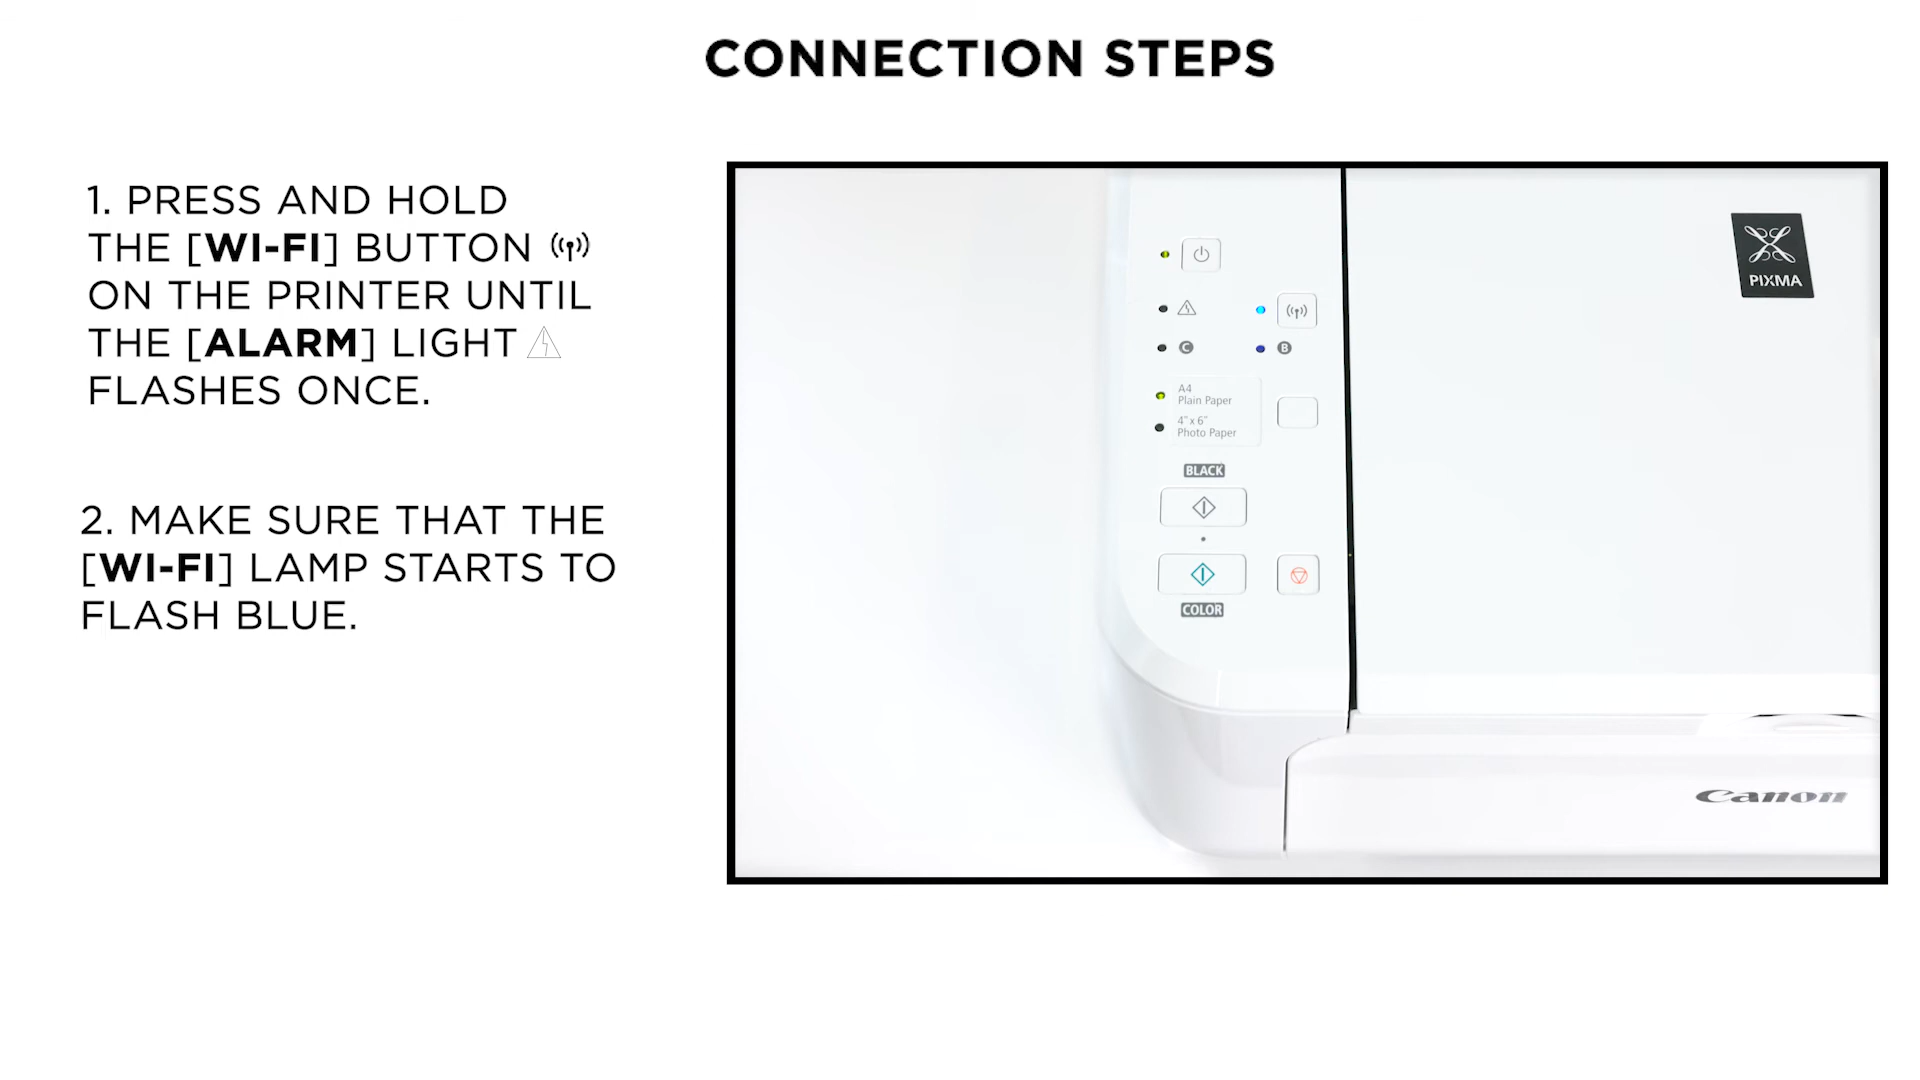 CONNECTION STEPS
1. PRESS AND HOLD
THE [WI-FI] BUTTON
ON THE PRINTER UNTIL
THE [ALARM] LIGHT
FLASHES ONCE.
2. MAKE SURE THAT THE
[WI-FI] LAMP STARTS TO
FLASH BLUE.
PIXMA
C
B
A4
Plain Paper
4"x 6"
Photo Paper
BLACK
COLOR
Canon